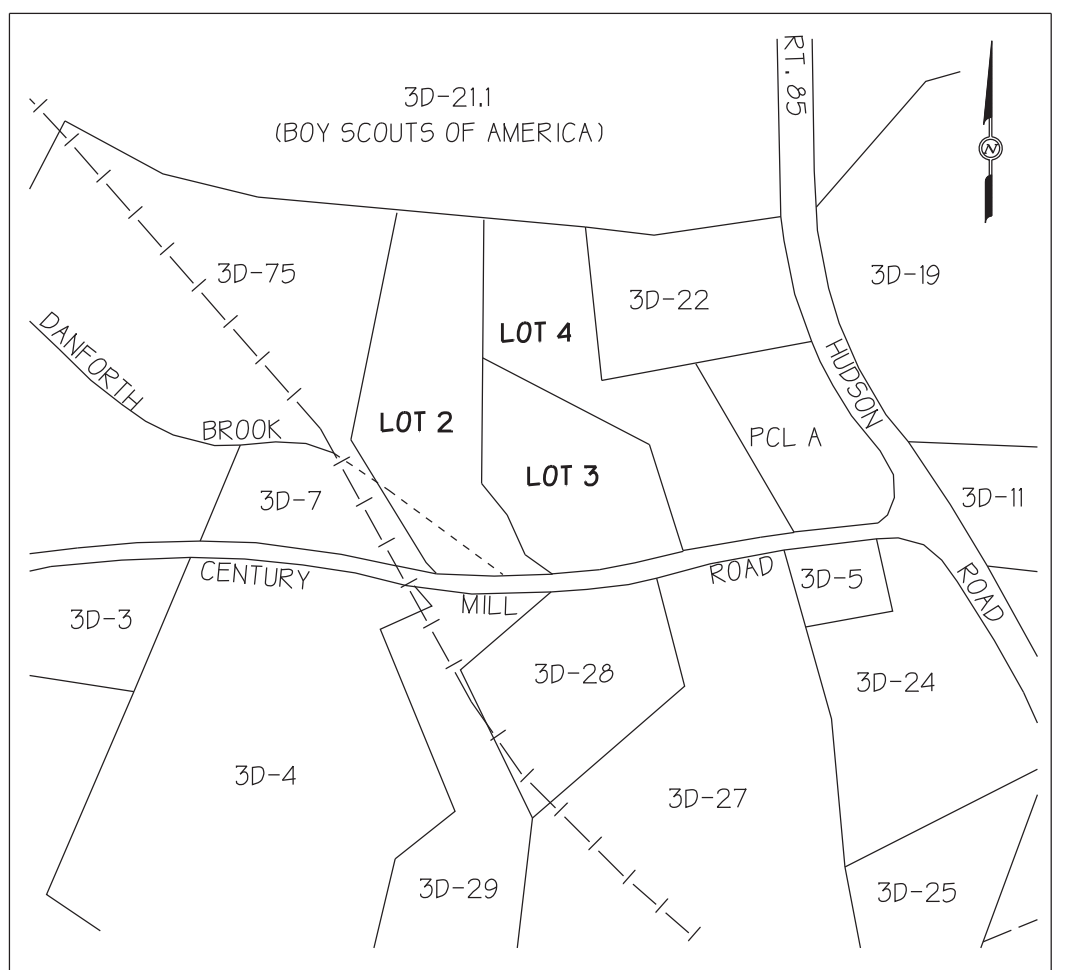 RT. 85
3D-21.1
(BOY SCOUTS OF AMERICA)
N
3D-75
3D-19
3D-22
LOT 4
DANFORTH
HUDSON
LOT 2
BROOK
PCL A
LOT 3
3D-7
3D-11
CENTURY
ROAD
3D-5
ROAD
MILL
3D-3
3D-28
3D-24
3D-4
3D-27
3D-29
3D-25